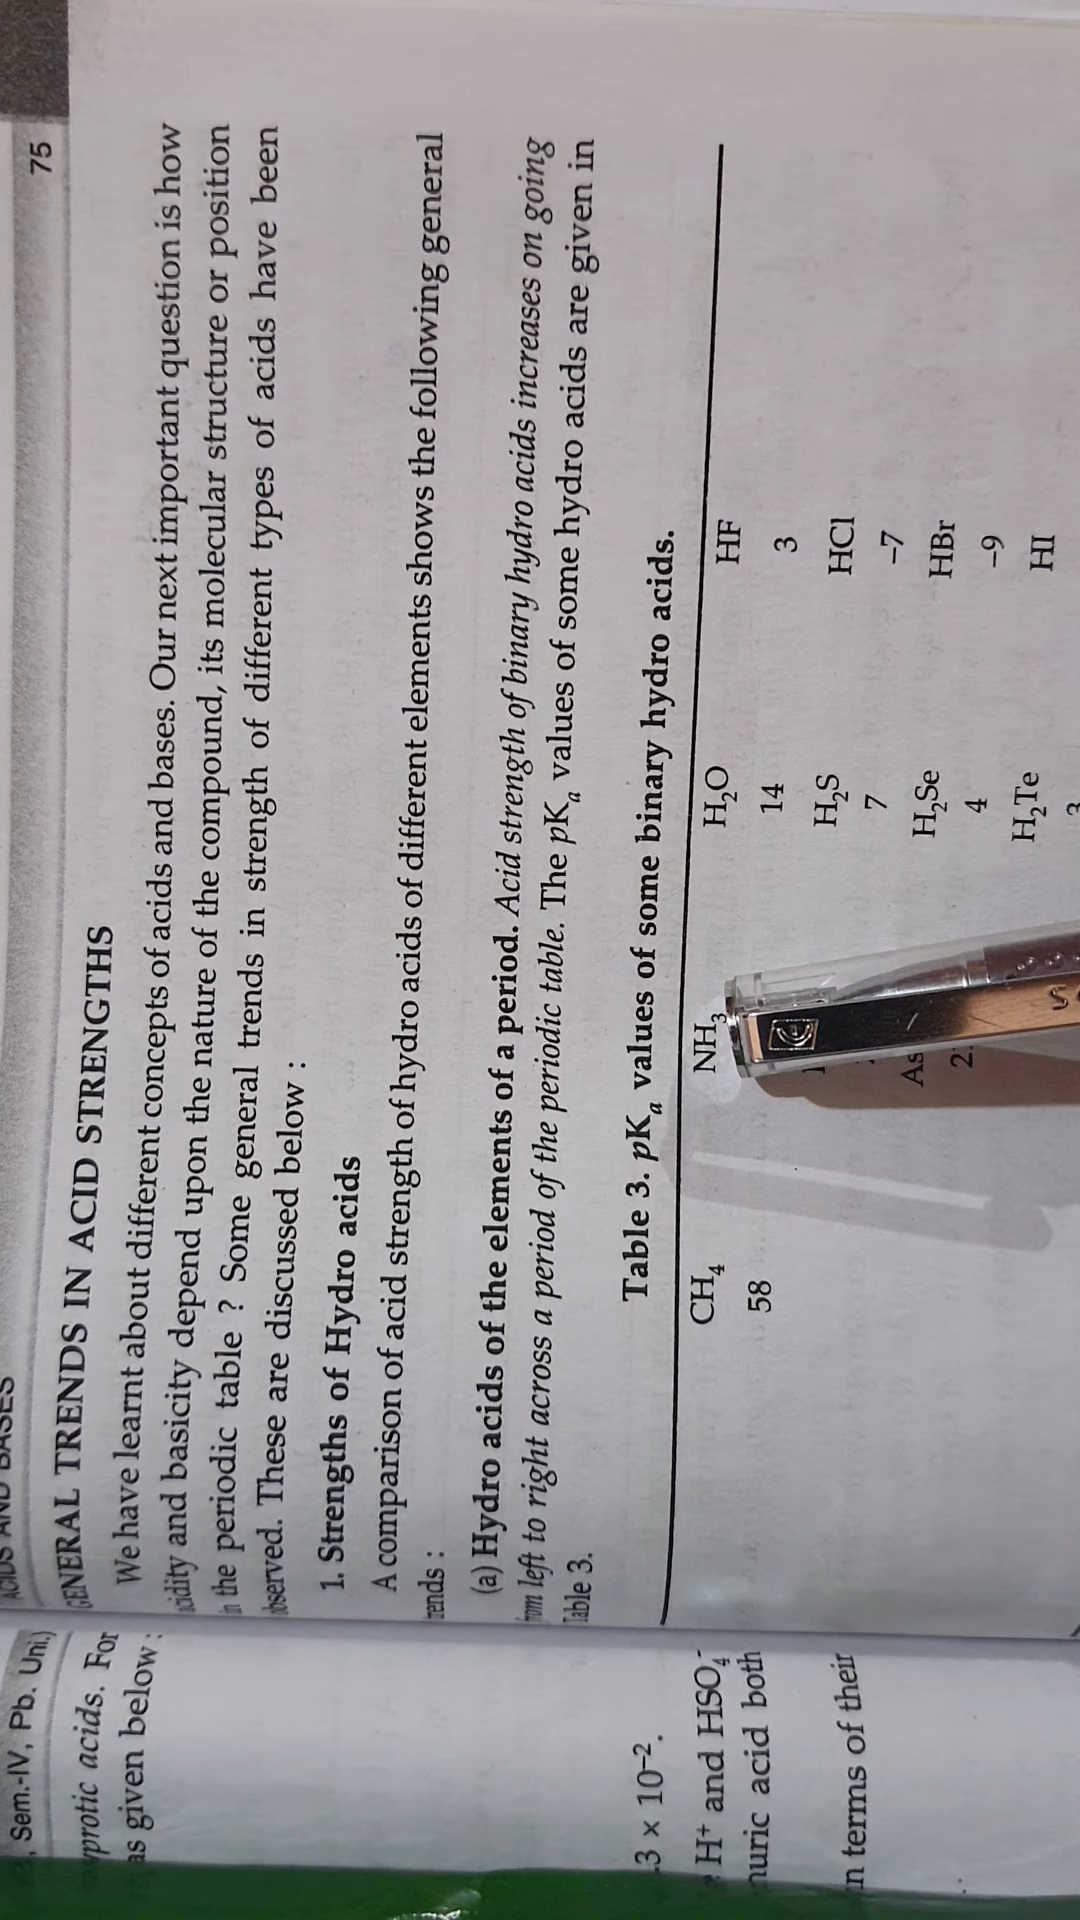 , Sem.-IV, Pb. Uni.)
protic acids. For
as given below :
.3 × 10⁻².
H⁺ and HSO₄⁻
nuric acid both
n terms of their
ACIDS AND BASES 75
GENERAL TRENDS IN ACID STRENGTHS
We have learnt about different concepts of acids and bases. Our next important question is how
acidity and basicity depend upon the nature of the compound, its molecular structure or position
in the periodic table ? Some general trends in strength of different types of acids have been
observed. These are discussed below :
1. Strengths of Hydro acids
A comparison of acid strength of hydro acids of different elements shows the following general
rends :
(a) Hydro acids of the elements of a period. Acid strength of binary hydro acids increases on going
from left to right across a period of the periodic table. The pKₐ values of some hydro acids are given in
Table 3.
Table 3. pKₐ values of some binary hydro acids.
CH₄ NH₃ H₂O HF
58 14 3
H₂S HCl
7 –7
As H₂Se HBr
2. 4 –9
H₂Te HI
3